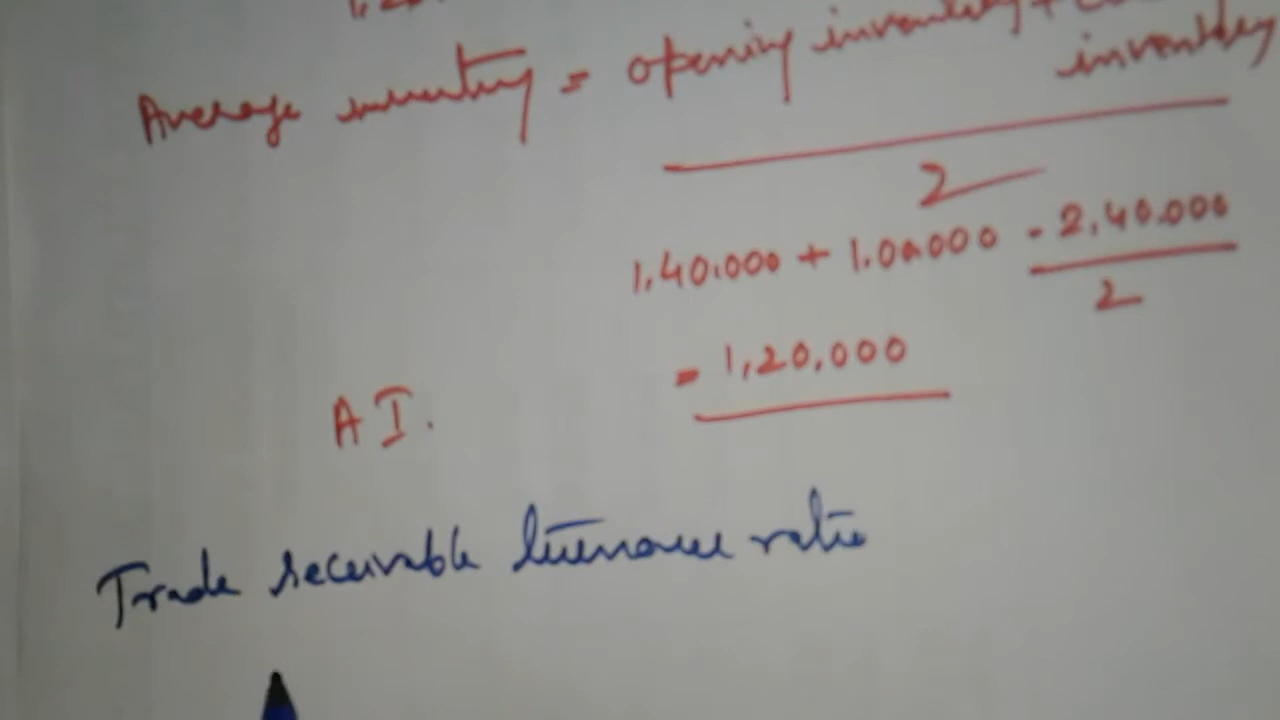 Average inventory = opening inventory +
inventory
2
1,40,000 + 1,00,000 = 2,40,000
2
= 1,20,000
A I.
Trade receivable turnover ratio